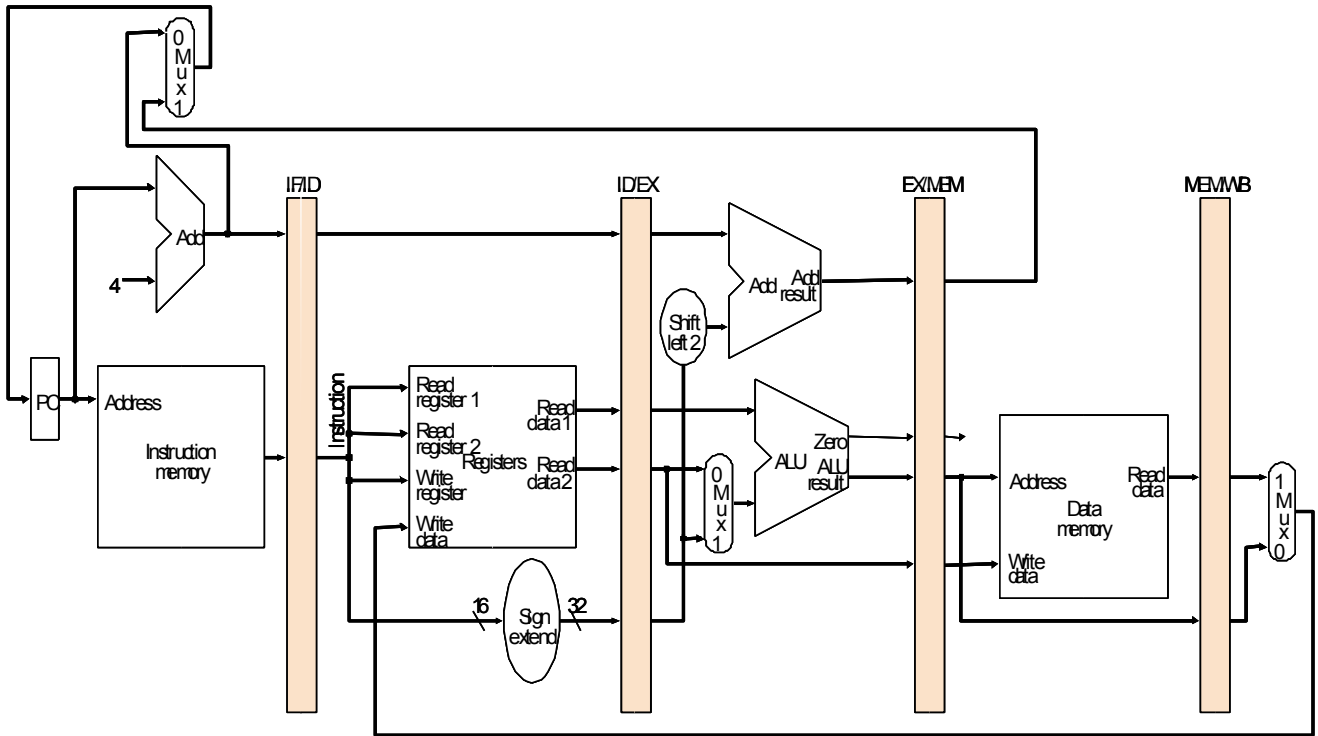 0
M
u
x
1
IF/ID
ID/EX
EX/MEM
MEM/WB
Add
4
Add
Add
result
Shift
left 2
PC
Address
Instruction
memory
Instruction
Read
register 1
Read
register 2
Registers
Write
register
Write
data
Read
data 1
Read
data 2
0
M
u
x
1
Zero
ALU
ALU
result
Address
Read
data
Data
memory
Write
data
1
M
u
x
0
16
Sign
extend
32